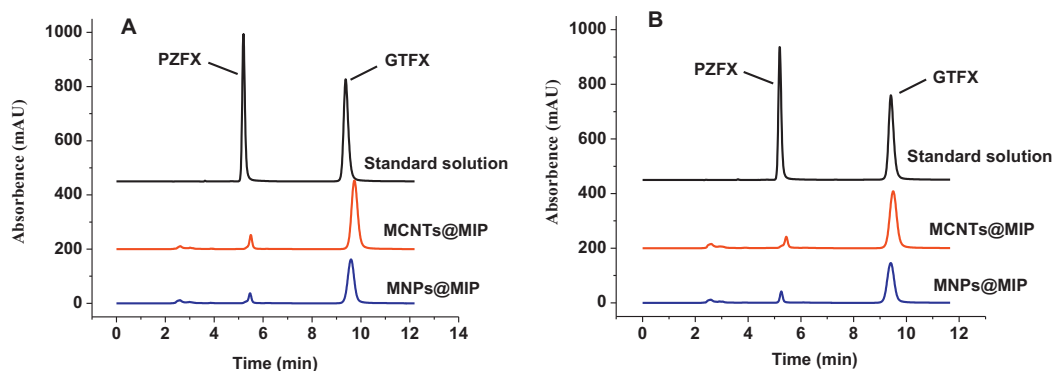 A
1000
PZFX
GTFX
800
600
Standard solution
400
MCNTs@MIP
200
MNPs@MIP
0
0 2 4 6 8 10 12 14
Time (min)
Absorbence (mAU)
B
1000
PZFX
GTFX
800
600
Standard solution
400
MCNTs@MIP
200
MNPs@MIP
0
0 2 4 6 8 10 12
Time (min)
Absorbence (mAU)